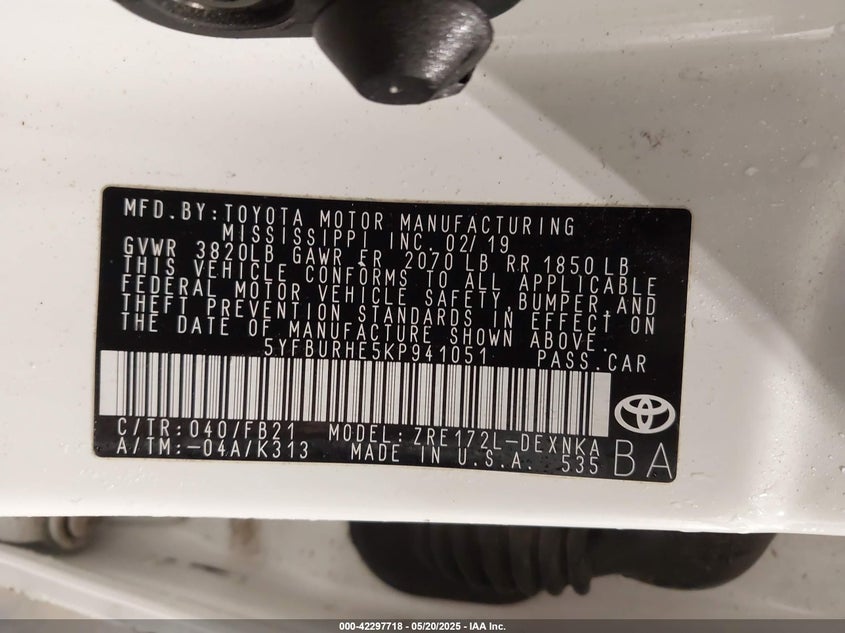 MFD.BY:TOYOTA MOTOR MANUFACTURING
MISSISSIPPI INC. 02/19
GVWR 3820LB GAWR FR 2070 LB RR 1850 LB
THIS VEHICLE CONFORMS TO ALL APPLICABLE
FEDERAL MOTOR VEHICLE SAFETY BUMPER,AND
THEFT PREVENTION STANDARDS IN EFFECT ON
THE DATE OF MANUFACTURE SHOWN ABOVE.
5YFBURHE5KP941051 PASS.CAR
C/TR:040/FB21 MODEL:ZRE172L-DEXNKA
A/TM:-04A/K313 MADE IN U.S.A. 535
BA
000-42297718 - 05/20/2025 - IAA Inc.